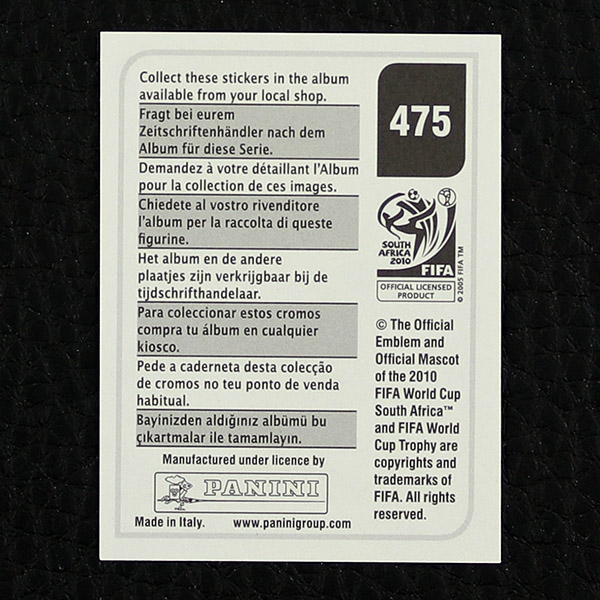 Collect these stickers in the album
available from your local shop.
Fragt bei eurem
Zeitschriftenhändler nach dem
Album für diese Serie.
Demandez à votre détaillant l'Album
pour la collection de ces images.
Chiedete al vostro rivenditore
l'album per la raccolta di queste
figurine.
Het album en de andere
plaatjes zijn verkrijgbaar bij de
tijdschrifthandelaar.
Para coleccionar estos cromos
compra tu álbum en cualquier
kiosco.
Pede a caderneta desta colecção
de cromos no teu ponto de venda
habitual.
Bayinizden aldığınız albümü bu
çıkartmalar ile tamamlayın.
Manufactured under licence by
PANINI
Made in Italy. www.paninigroup.com
475
SOUTH
AFRICA
2010
FIFA
OFFICIAL LICENSED
PRODUCT
© 2005 FIFA TM
© The Official
Emblem and
Official Mascot
of the 2010
FIFA World Cup
South Africa™
and FIFA World
Cup Trophy are
copyrights and
trademarks of
FIFA. All rights
reserved.